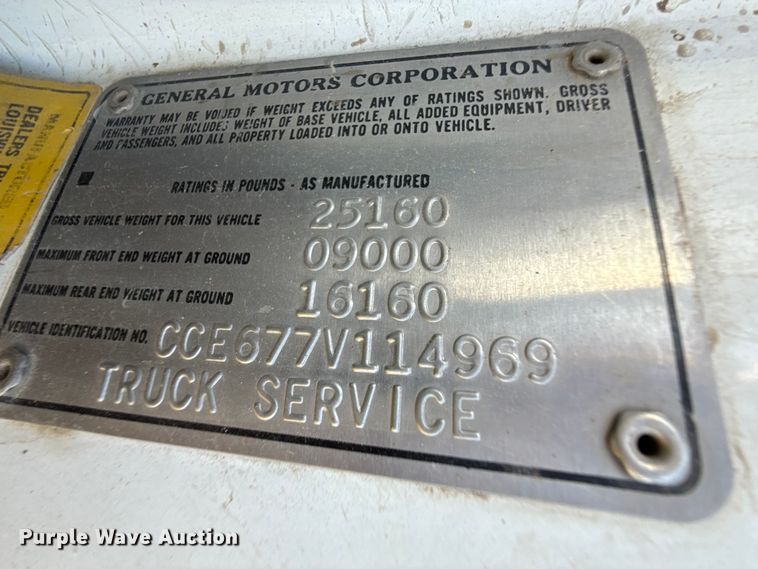 GENERAL MOTORS CORPORATION
WARRANTY MAY BE VOIDED IF WEIGHT EXCEEDS ANY OF RATINGS SHOWN. GROSS
VEHICLE WEIGHT INCLUDES WEIGHT OF BASE VEHICLE, ALL ADDED EQUIPMENT, DRIVER
AND PASSENGERS, AND ALL PROPERTY LOADED INTO OR ONTO VEHICLE.
RATINGS IN POUNDS - AS MANUFACTURED
GROSS VEHICLE WEIGHT FOR THIS VEHICLE 25160
MAXIMUM FRONT END WEIGHT AT GROUND 09000
MAXIMUM REAR END WEIGHT AT GROUND 16160
VEHICLE IDENTIFICATION NO. CCE677V114969
TRUCK SERVICE
DEALERS
Purple Wave Auction